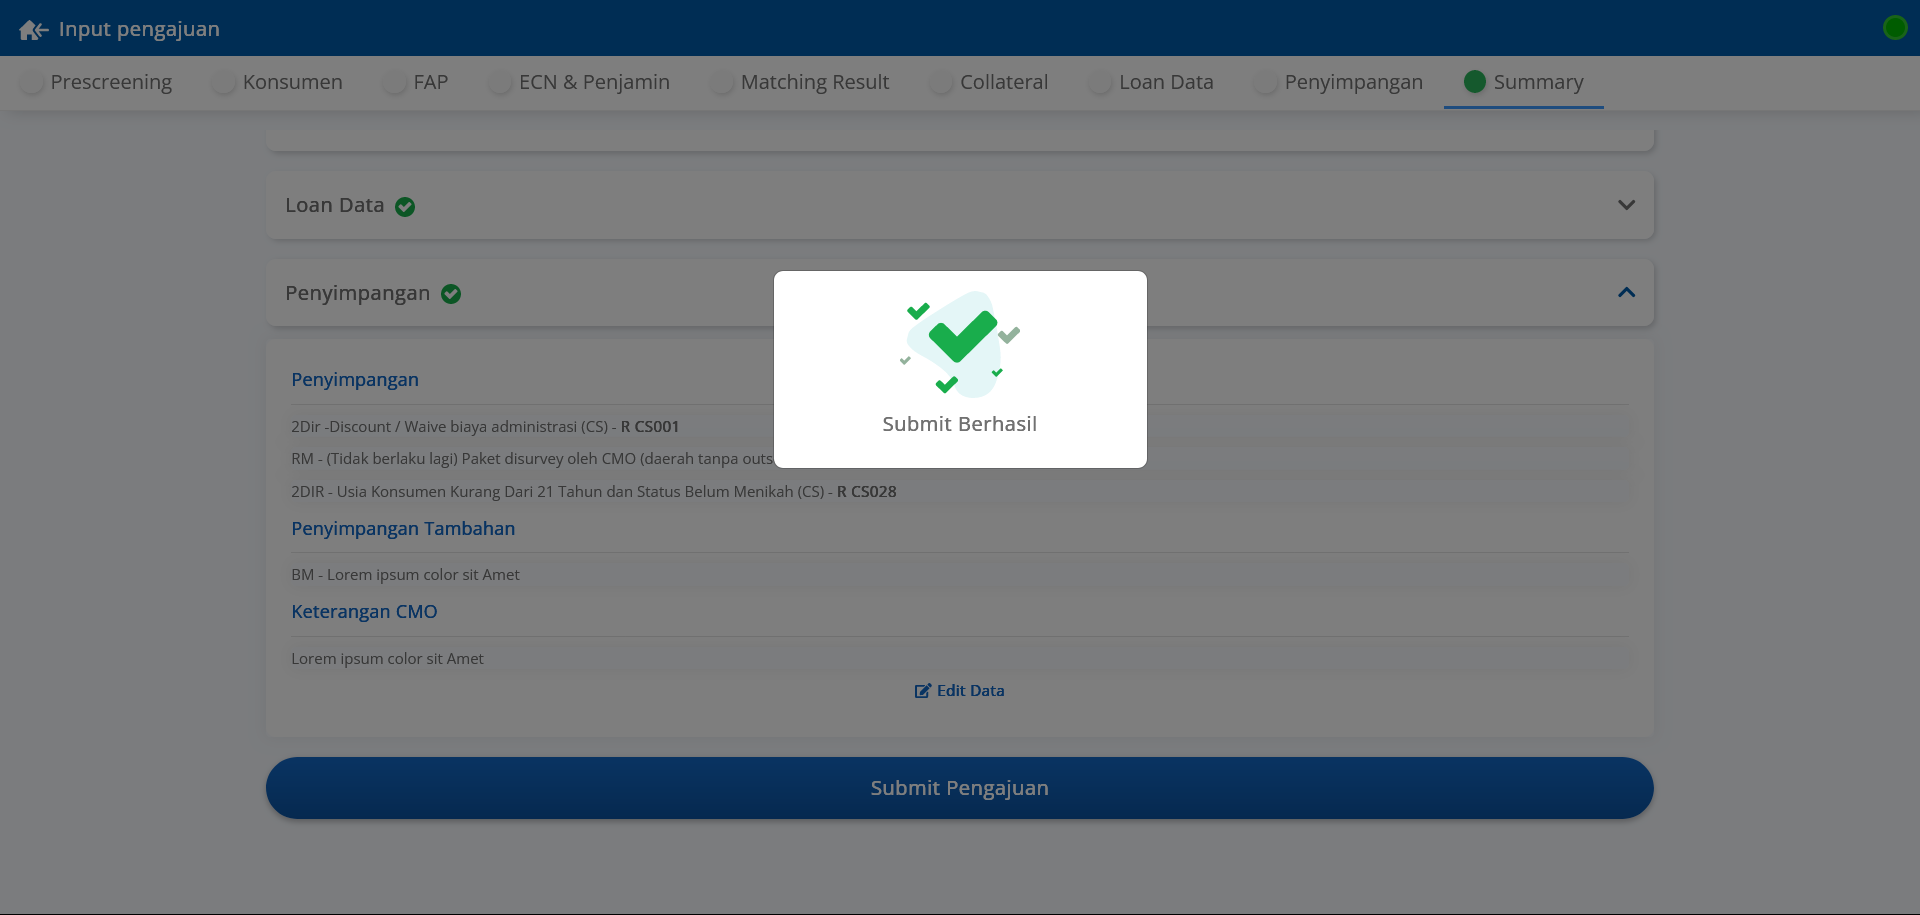 Input pengajuan
Prescreening
Konsumen
FAP
ECN & Penjamin
Matching Result
Collateral
Loan Data
Penyimpangan
Summary
Loan Data
Penyimpangan
Penyimpangan
2Dir -Discount / Waive biaya administrasi (CS) - R CS001
RM - (Tidak berlaku lagi) Paket disurvey oleh CMO (daerah tanpa outs
2DIR - Usia Konsumen Kurang Dari 21 Tahun dan Status Belum Menikah (CS) - R CS028
Penyimpangan Tambahan
BM - Lorem ipsum color sit Amet
Keterangan CMO
Lorem ipsum color sit Amet
Edit Data
Submit Pengajuan
Submit Berhasil